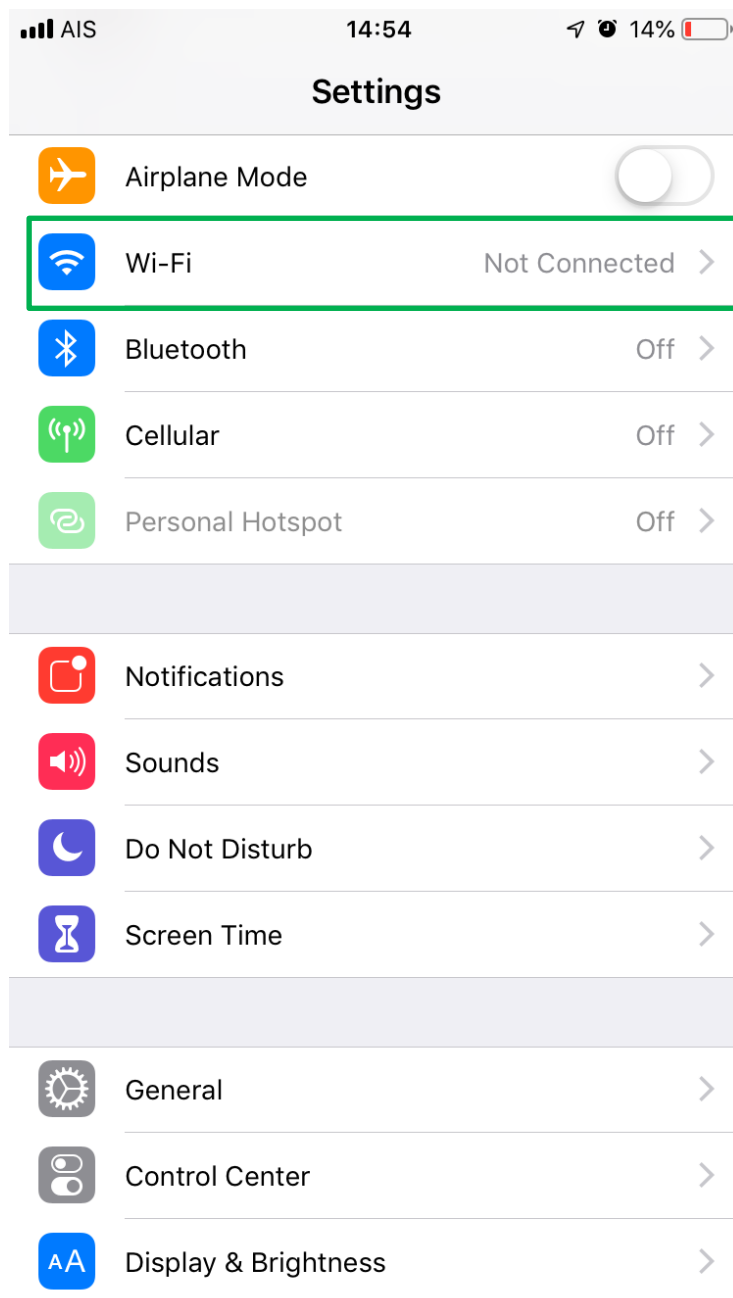 AIS 14:54 14%
Settings
Airplane Mode
Wi-Fi Not Connected
Bluetooth Off
Cellular Off
Personal Hotspot Off
Notifications
Sounds
Do Not Disturb
Screen Time
General
Control Center
AA Display & Brightness